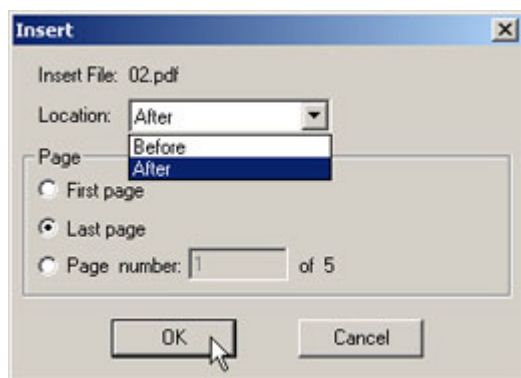 Insert
Insert File: 02.pdf
Location: After
Before
After
Page
First page
Last page
Page number: 1 of 5
OK Cancel